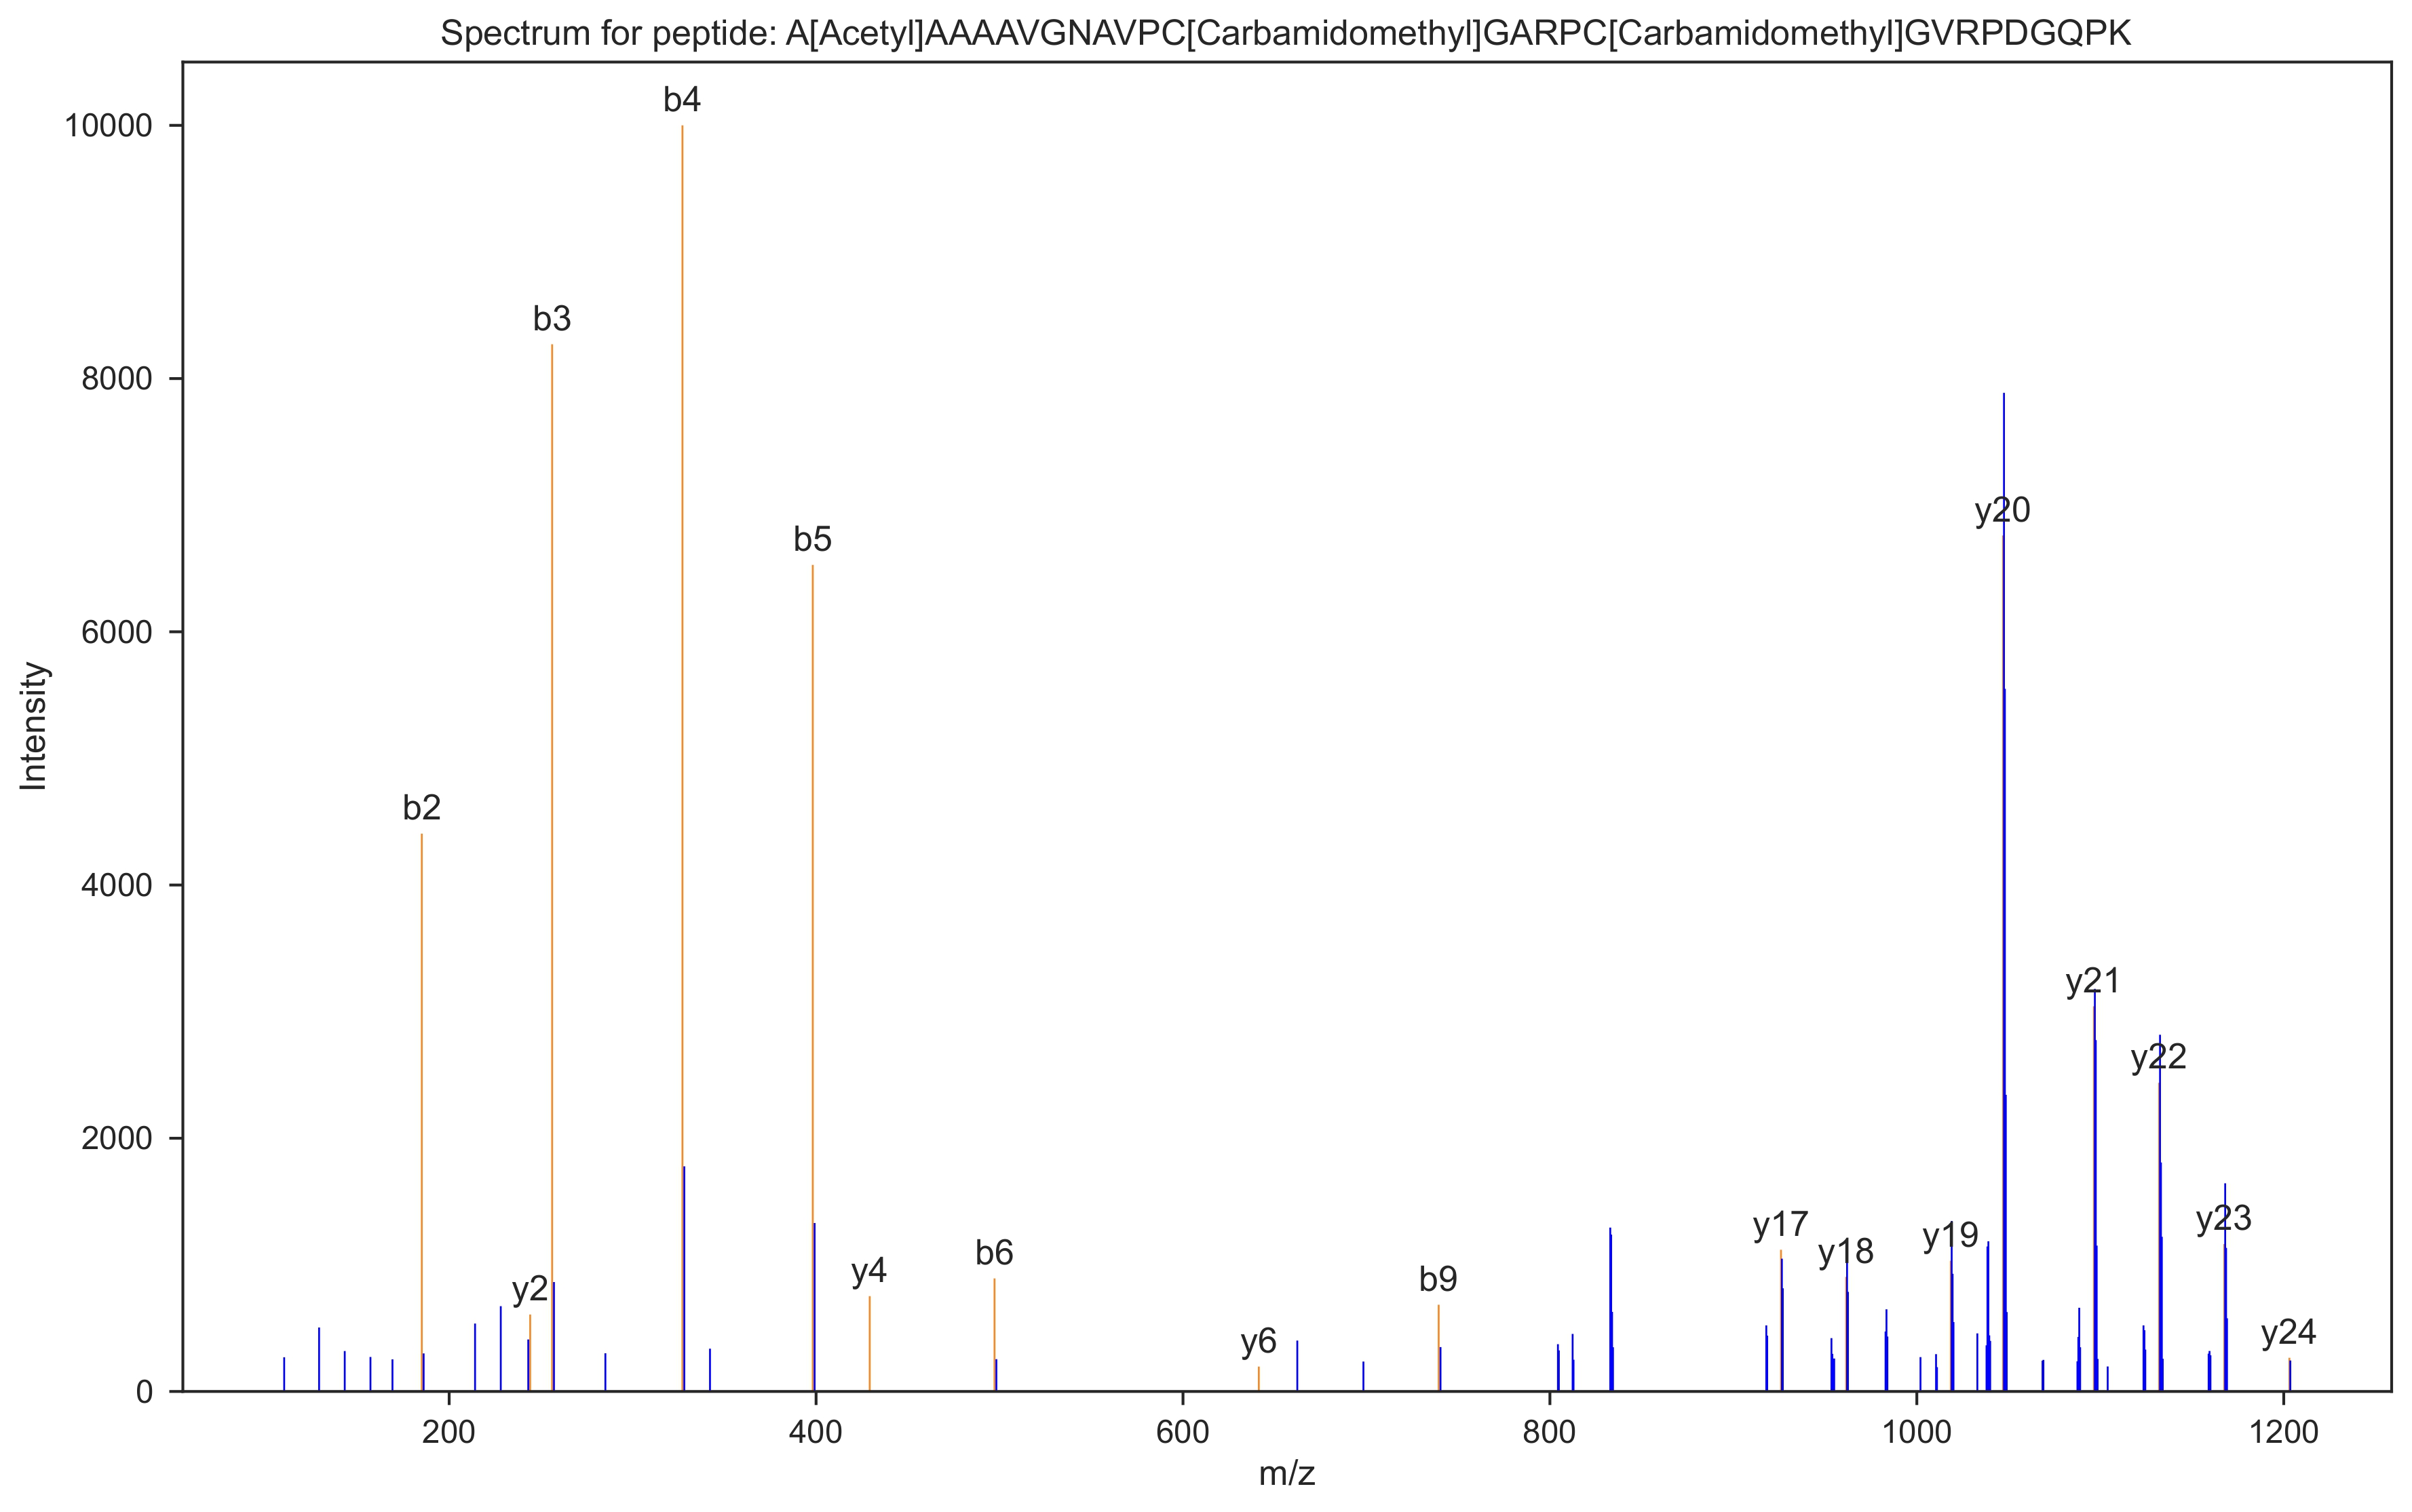 Spectrum for peptide: A[Acetyl]AAAAVGNAVPC[Carbamidomethyl]GARPC[Carbamidomethyl]GVRPDGQPK
10000
8000
6000
4000
2000
0
Intensity
b2
b3
b4
b5
y2
y4
b6
y6
b9
y17
y18
y19
y20
y21
y22
y23
y24
200
400
600
800
1000
1200
m/z